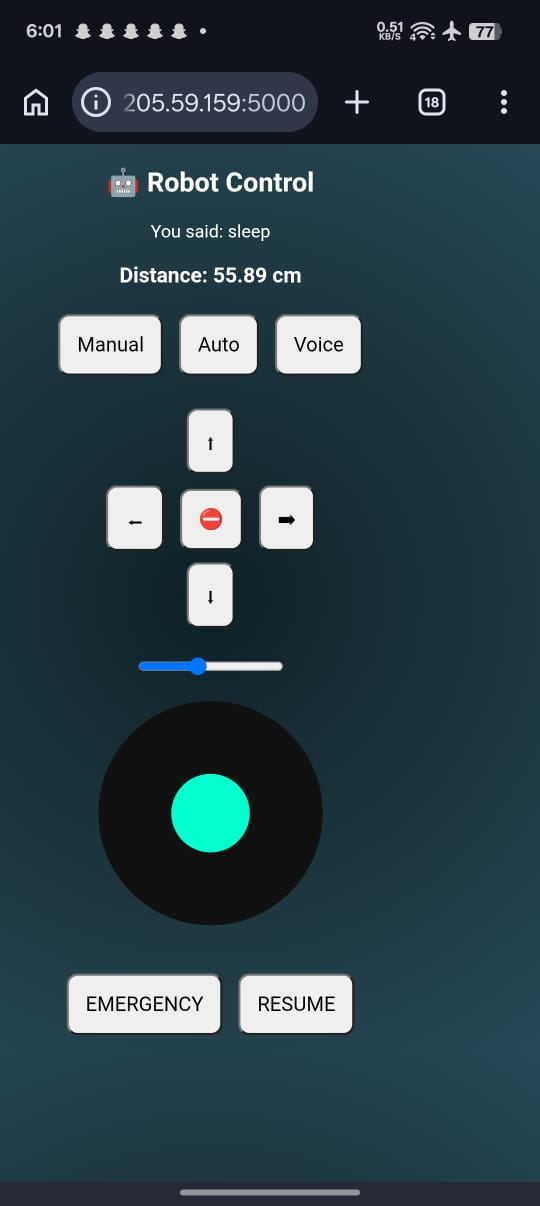 6:01
0.51
KB/S
4
77
205.59.159:5000
18
🤖 Robot Control
You said: sleep
Distance: 55.89 cm
Manual Auto Voice
⬆
⬅ ⛔ ➡
⬇
EMERGENCY RESUME